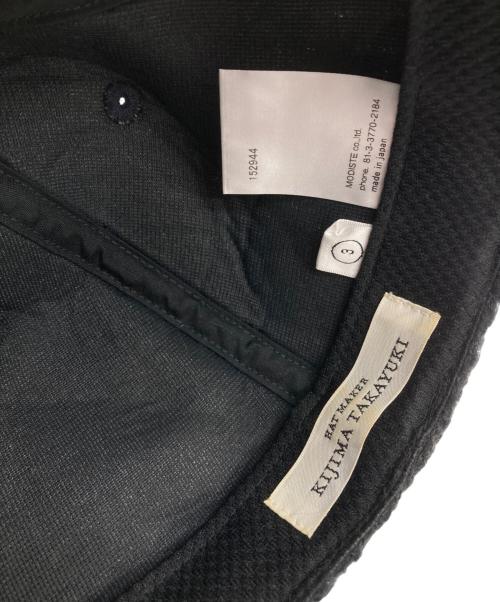 152944
MODISTE co.,ltd.
phone. 81-3-3770-2184
made in japan
3
HAT MAKER
KIJIMA TAKAYUKI